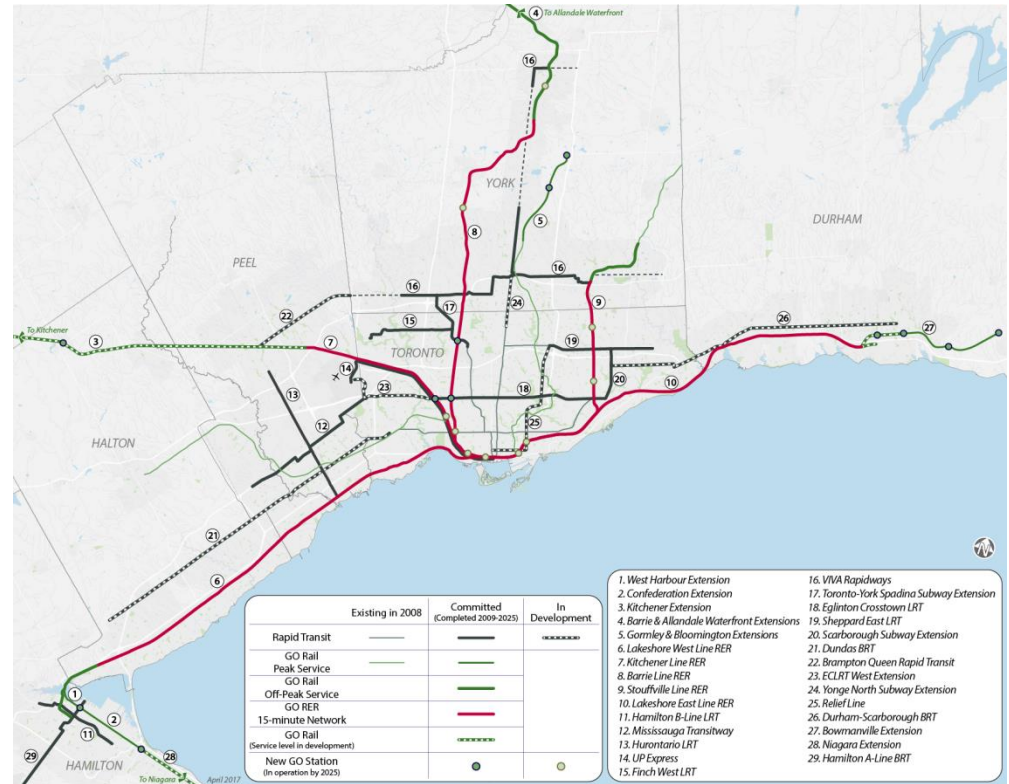 4 To Allandale Waterfront
16
YORK
5
8
DURHAM
PEEL
16
16
22
17
24
9
26
15
27
To Kitchener
3
7
TORONTO
19
14
23
18
20
10
13
12
25
HALTON
21
6
1
2
11
28
29
HAMILTON
To Niagara
April 2017
Existing in 2008
Committed
(Completed 2009-2025)
In
Development
Rapid Transit
GO Rail
Peak Service
GO Rail
Off-Peak Service
GO RER
15-minute Network
GO Rail
(Service level in development)
New GO Station
(In operation by 2025)
1. West Harbour Extension
2. Confederation Extension
3. Kitchener Extension
4. Barrie & Allandale Waterfront Extensions
5. Gormley & Bloomington Extensions
6. Lakeshore West Line RER
7. Kitchener Line RER
8. Barrie Line RER
9. Stouffville Line RER
10. Lakeshore East Line RER
11. Hamilton B-Line LRT
12. Mississauga Transitway
13. Hurontario LRT
14. UP Express
15. Finch West LRT
16. VIVA Rapidways
17. Toronto-York Spadina Subway Extension
18. Eglinton Crosstown LRT
19. Sheppard East LRT
20. Scarborough Subway Extension
21. Dundas BRT
22. Brampton Queen Rapid Transit
23. ECLRT West Extension
24. Yonge North Subway Extension
25. Relief Line
26. Durham-Scarborough BRT
27. Bowmanville Extension
28. Niagara Extension
29. Hamilton A-Line BRT